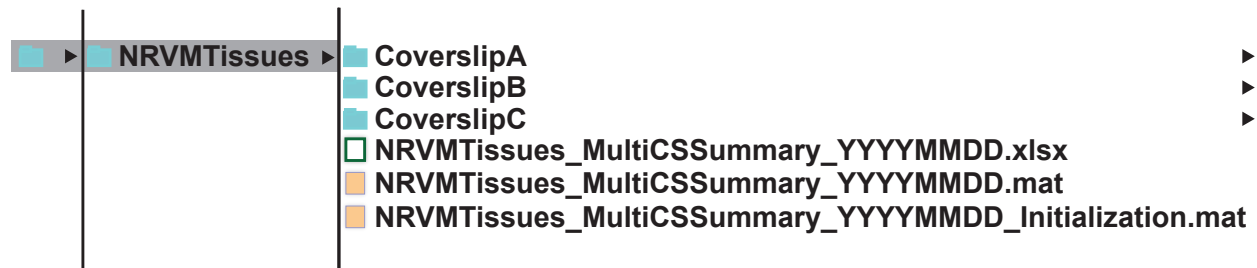 NRVMTissues
CoverslipA
CoverslipB
CoverslipC
NRVMTissues_MultiCSSummary_YYYYMMDD.xlsx
NRVMTissues_MultiCSSummary_YYYYMMDD.mat
NRVMTissues_MultiCSSummary_YYYYMMDD_Initialization.mat